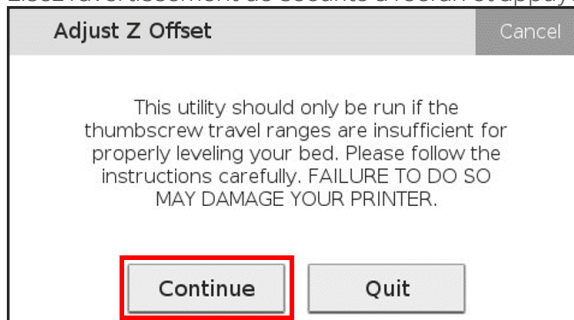 Adjust Z Offset
Cancel
This utility should only be run if the
thumbscrew travel ranges are insufficient for
properly leveling your bed. Please follow the
instructions carefully. FAILURE TO DO SO
MAY DAMAGE YOUR PRINTER.
Continue
Quit